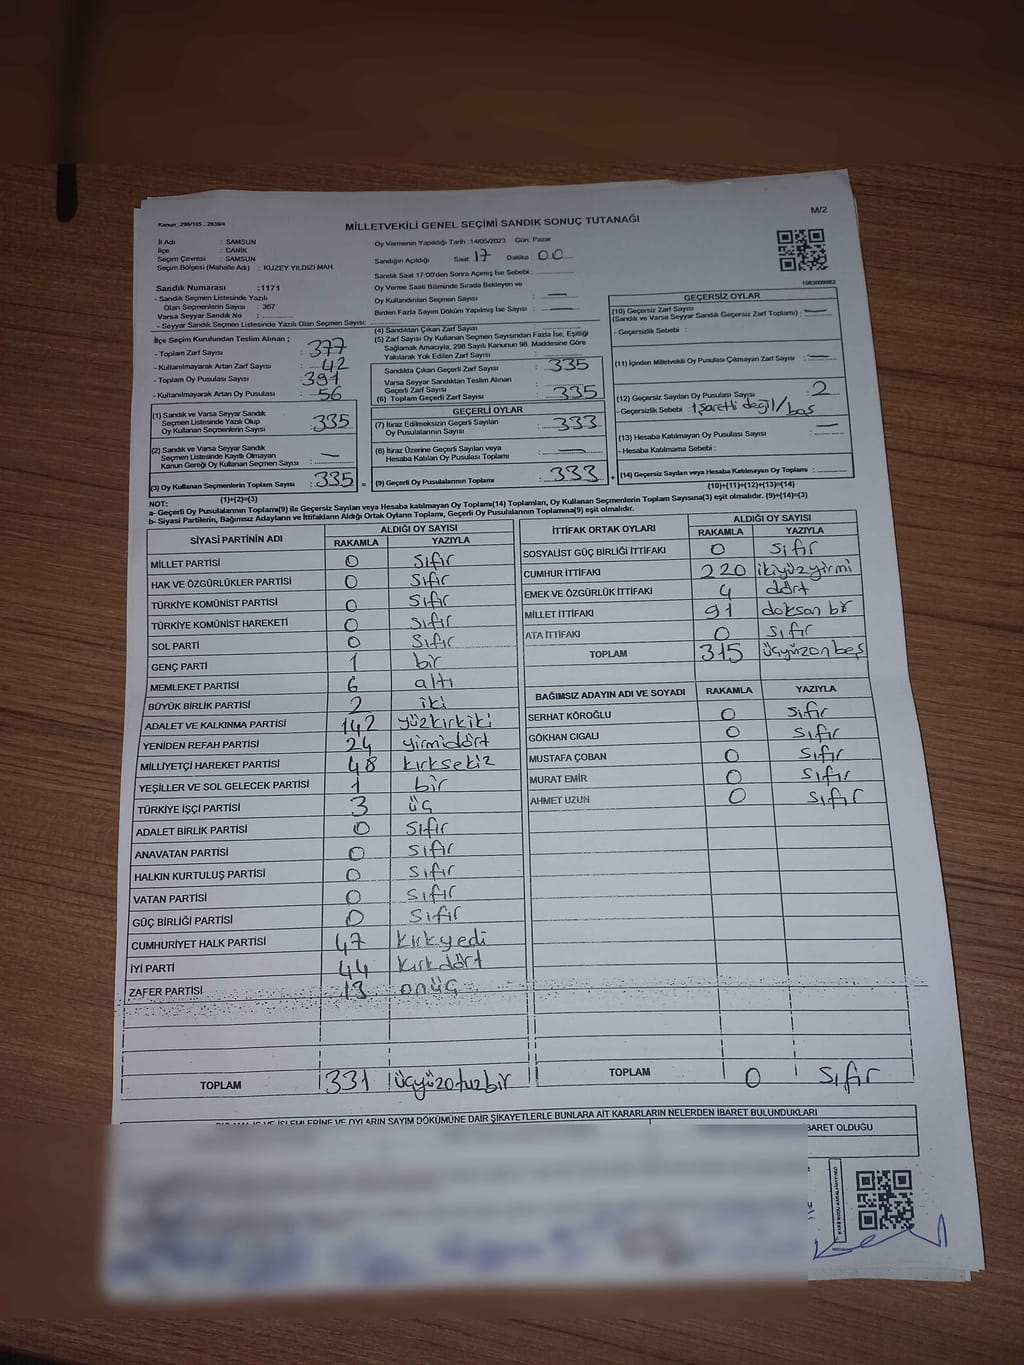 Kanun: 298/105 , 2839/4
M/2
MİLLETVEKİLİ GENEL SEÇİMİ SANDIK SONUÇ TUTANAĞI
İl Adı : SAMSUN
İlçe : CANİK
Seçim Çevresi : SAMSUN
Seçim Bölgesi (Mahalle Adı) : KUZEY YILDIZI MAH.
Sandık Numarası :1171
- Sandık Seçmen Listesinde Yazılı
Olan Seçmenlerin Sayısı : 367
Varsa Seyyar Sandık No :
- Seyyar Sandık Seçmen Listesinde Yazılı Olan Seçmen Sayısı:
Oy Vermenin Yapıldığı Tarih :14/05/2023 Gün: Pazar
Sandığın Açıldığı Saat 17 Dakika : 00
Sandık Saat 17:00'den Sonra Açımış İse Sebebi :
Oy Verme Saati Bitiminde Sırada Bekleyen ve
Oy Kullandırılan Seçmen Sayısı : —
Birden Fazla Sayım Döküm Yapılmış İse Sayısı : —
İlçe Seçim Kurulundan Teslim Alınan ;
- Toplam Zarf Sayısı : 377
- Kullanılmayarak Artan Zarf Sayısı : 42
- Toplam Oy Pusulası Sayısı : 391
- Kullanılmayarak Artan Oy Pusulası : 56
(1) Sandık ve Varsa Seyyar Sandık
Seçmen Listesinde Yazılı Olup
Oy Kullanan Seçmenlerin Sayısı : 335
(2) Sandık ve Varsa Seyyar Sandık
Seçmen Listesinde Kayıtlı Olmayan
Kanun Gereği Oy Kullanan Seçmen Sayısı : —
(3) Oy Kullanan Seçmenlerin Toplam Sayısı : 335
(1)+(2)=(3)
(4) Sandıktan Çıkan Zarf Sayısı :
(5) Zarf Sayısı Oy Kullanan Seçmen Sayısından Fazla İse, Eşitliği
Sağlamak Amacıyla; 298 Sayılı Kanunun 98. Maddesine Göre
Yakılarak Yok Edilen Zarf Sayısı :
Sandıkta Çıkan Geçerli Zarf Sayısı : 335
Varsa Seyyar Sandıktan Teslim Alınan
Geçerli Zarf Sayısı
(6) Toplam Geçerli Zarf Sayısı : 335
GEÇERLİ OYLAR
(7) İtiraz Edilmeksizin Geçerli Sayılan
Oy Pusulalarının Sayısı : 333
(8) İtiraz Üzerine Geçerli Sayılan veya
Hesaba Katılan Oy Pusulası Toplamı : —
= (9) Geçerli Oy Pusulalarının Toplamı : 333
1983009882
GEÇERSİZ OYLAR
(10) Geçersiz Zarf Sayısı
(Sandık ve Varsa Seyyar Sandık Geçersiz Zarf Toplamı) : —
- Geçersizlik Sebebi :
(11) İçinden Milletvekili Oy Pusulası Çıkmayan Zarf Sayısı : —
(12) Geçersiz Sayılan Oy Pusulası Sayısı : 2
- Geçersizlik Sebebi : işaretli değil/boş
(13) Hesaba Katılmayan Oy Pusulası Sayısı : —
- Hesaba Katılmama Sebebi :
+ (14) Geçersiz Sayılan veya Hesaba Katılmayan Oy Toplamı :
(10)+(11)+(12)+(13)=(14)
NOT:
a- Geçerli Oy Pusulalarının Toplamı(9) ile Geçersiz Sayılan veya Hesaba katılmayan Oy Toplamı(14) Toplamları, Oy Kullanan Seçmenlerin Toplam Sayısına(3) eşit olmalıdır. (9)+(14)=(3)
b- Siyasi Partilerin, Bağımsız Adayların ve İttifakların Aldığı Ortak Oyların Toplamı, Geçerli Oy Pusulalarının Toplamına(9) eşit olmalıdır.
SİYASİ PARTİNİN ADI ALDIĞI OY SAYISI
RAKAMLA YAZIYLA
MİLLET PARTİSİ 0 sıfır
HAK VE ÖZGÜRLÜKLER PARTİSİ 0 sıfır
TÜRKİYE KOMÜNİST PARTİSİ 0 sıfır
TÜRKİYE KOMÜNİST HAREKETİ 0 sıfır
SOL PARTİ 0 sıfır
GENÇ PARTİ 1 bir
MEMLEKET PARTİSİ 6 altı
BÜYÜK BİRLİK PARTİSİ 2 iki
ADALET VE KALKINMA PARTİSİ 142 yüzkırkiki
YENİDEN REFAH PARTİSİ 24 yirmidört
MİLLİYETÇİ HAREKET PARTİSİ 48 kırksekiz
YEŞİLLER VE SOL GELECEK PARTİSİ 1 bir
TÜRKİYE İŞÇİ PARTİSİ 3 üç
ADALET BİRLİK PARTİSİ 0 sıfır
ANAVATAN PARTİSİ 0 sıfır
HALKIN KURTULUŞ PARTİSİ 0 sıfır
VATAN PARTİSİ 0 sıfır
GÜÇ BİRLİĞİ PARTİSİ 0 sıfır
CUMHURİYET HALK PARTİSİ 47 kırkyedi
İYİ PARTİ 44 kırkdört
ZAFER PARTİSİ 13 onüç
TOPLAM 331 üçyüzotuzbir
İTTİFAK ORTAK OYLARI ALDIĞI OY SAYISI
RAKAMLA YAZIYLA
SOSYALİST GÜÇ BİRLİĞİ İTTİFAKI 0 sıfır
CUMHUR İTTİFAKI 220 ikiyüzyirmi
EMEK VE ÖZGÜRLÜK İTTİFAKI 4 dört
MİLLET İTTİFAKI 91 doksan bir
ATA İTTİFAKI 0 sıfır
TOPLAM 315 üçyüzonbeş
BAĞIMSIZ ADAYIN ADI VE SOYADI RAKAMLA YAZIYLA
SERHAT KÖROĞLU 0 sıfır
GÖKHAN CIGALI 0 sıfır
MUSTAFA ÇOBAN 0 sıfır
MURAT EMİR 0 sıfır
AHMET UZUN 0 sıfır
TOPLAM 0 sıfır
VE İŞLEMLERİNE VE OYLARIN SAYIM DÖKÜMÜNE DAİR ŞİKAYETLERLE BUNLARA AİT KARARLARIN NELERDEN İBARET BULUNDUKLARI
BARET OLDUĞU